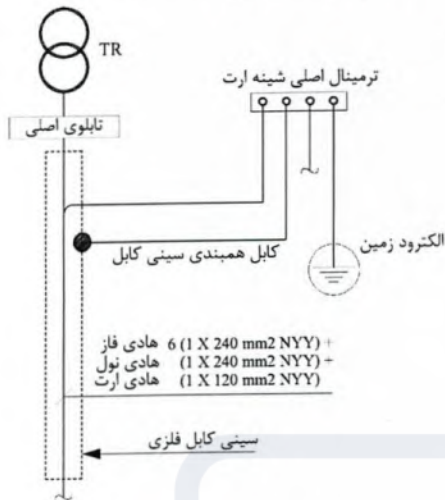 TR
ترمینال اصلی شینه ارت
تابلوی اصلی
الکترود زمین
کابل همبندی سینی کابل
هادی فاز 6 (1 X 240 mm2 NYY) +
هادی نول (1 X 240 mm2 NYY) +
هادی ارت (1 X 120 mm2 NYY)
سینی کابل فلزی